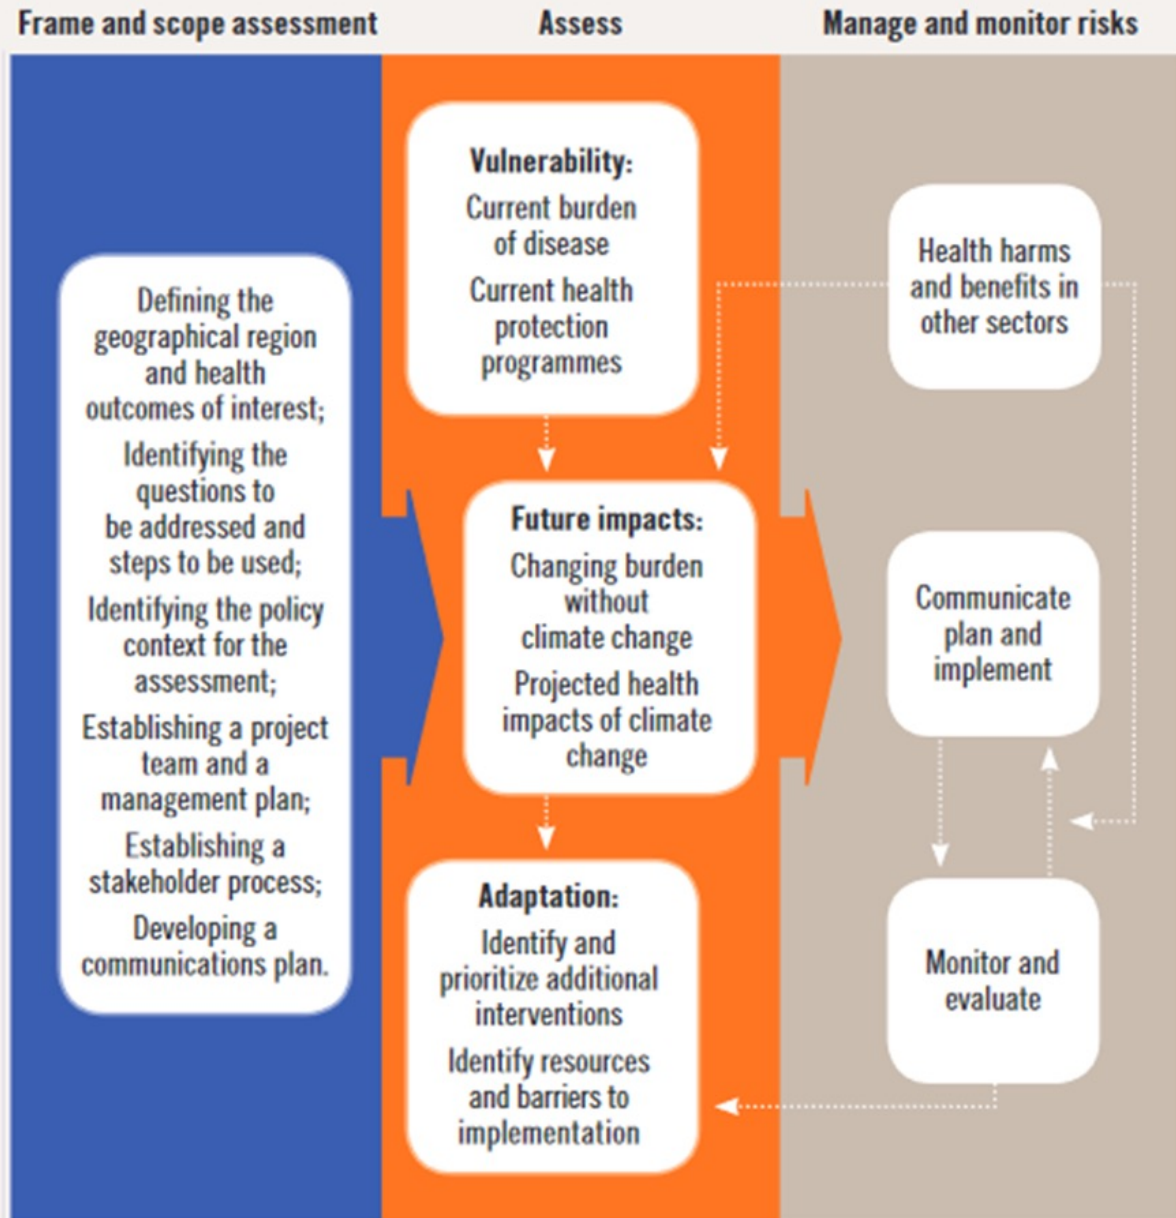 Frame and scope assessment
Assess
Manage and monitor risks
Defining the
geographical region
and health
outcomes of interest;
Identifying the
questions to
be addressed and
steps to be used;
Identifying the policy
context for the
assessment;
Establishing a project
team and a
management plan;
Establishing a
stakeholder process;
Developing a
communications plan.
Vulnerability:
Current burden
of disease
Current health
protection
programmes
Future impacts:
Changing burden
without
climate change
Projected health
impacts of climate
change
Adaptation:
Identify and
prioritize additional
interventions
Identify resources
and barriers to
implementation
Health harms
and benefits in
other sectors
Communicate
plan and
implement
Monitor and
evaluate